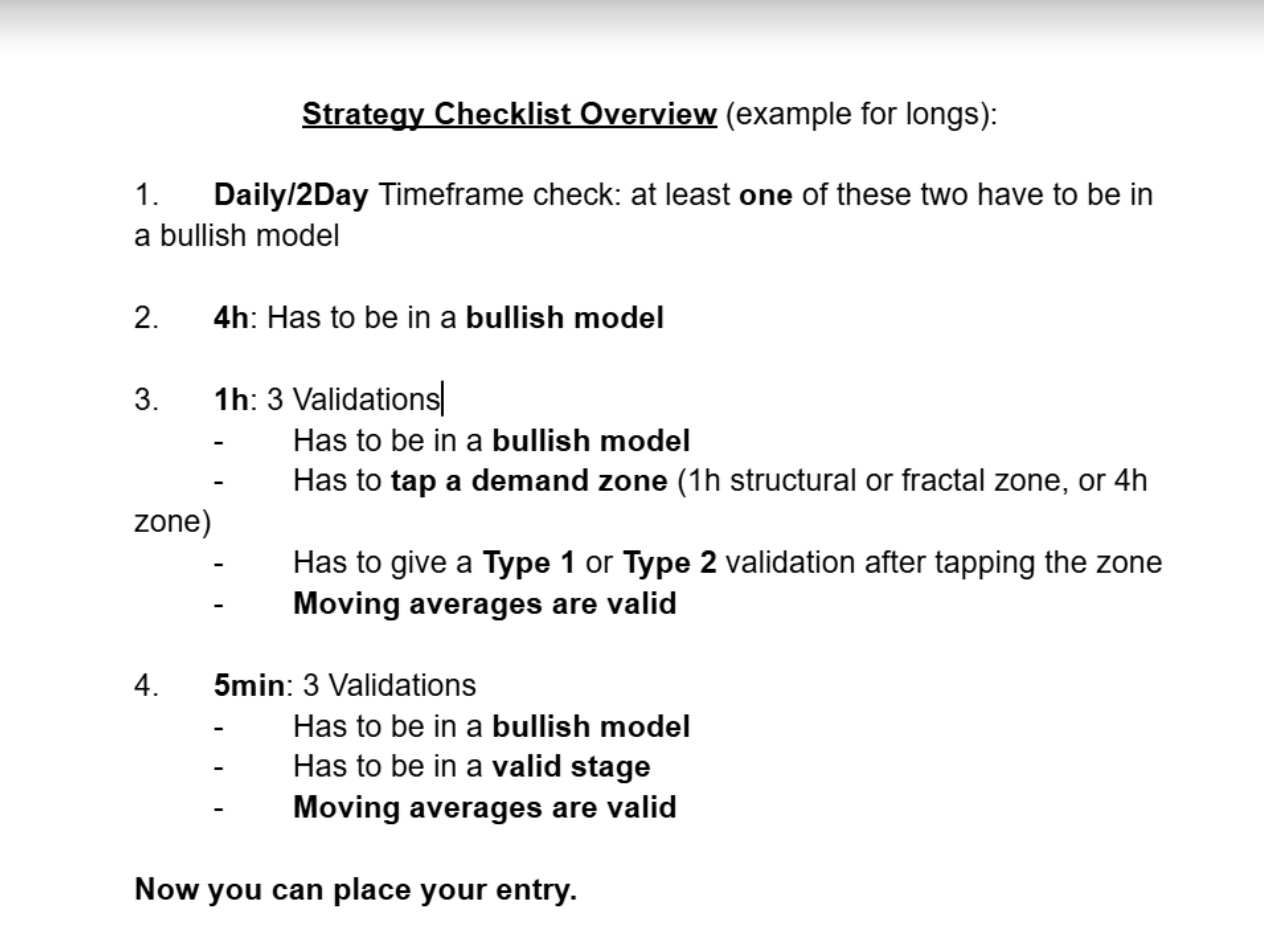 Strategy Checklist Overview (example for longs):
1. Daily/2Day Timeframe check: at least one of these two have to be in
a bullish model
2. 4h: Has to be in a bullish model
3. 1h: 3 Validations
- Has to be in a bullish model
- Has to tap a demand zone (1h structural or fractal zone, or 4h
zone)
- Has to give a Type 1 or Type 2 validation after tapping the zone
- Moving averages are valid
4. 5min: 3 Validations
- Has to be in a bullish model
- Has to be in a valid stage
- Moving averages are valid
Now you can place your entry.